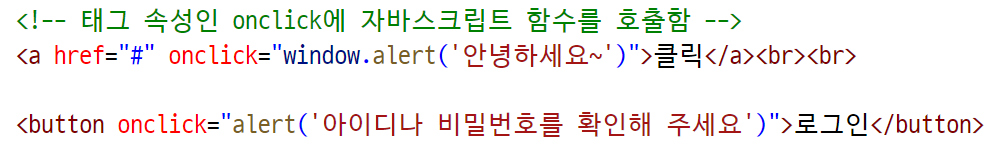 <!-- 태그 속성인 onclick에 자바스크립트 함수를 호출함 -->
<a href="#" onclick="window.alert('안녕하세요~')">클릭</a><br><br>
<button onclick="alert('아이디나 비밀번호를 확인해 주세요')">로그인</button>